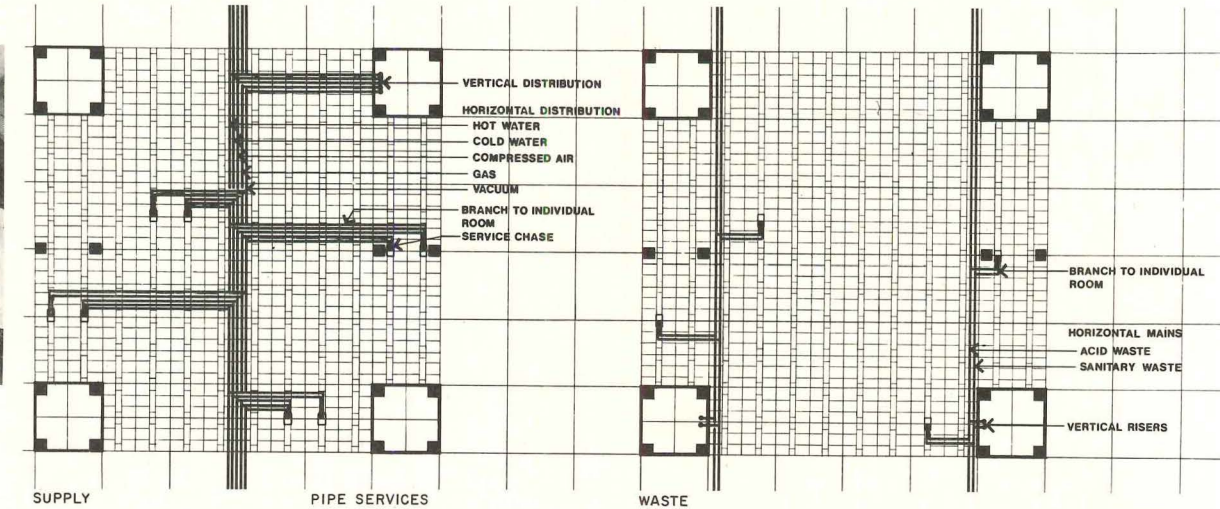 VERTICAL DISTRIBUTION
HORIZONTAL DISTRIBUTION
HOT WATER
COLD WATER
COMPRESSED AIR
GAS
VACUUM
BRANCH TO INDIVIDUAL
ROOM
SERVICE CHASE
SUPPLY
PIPE SERVICES
BRANCH TO INDIVIDUAL
ROOM
HORIZONTAL MAINS
ACID WASTE
SANITARY WASTE
VERTICAL RISERS
WASTE